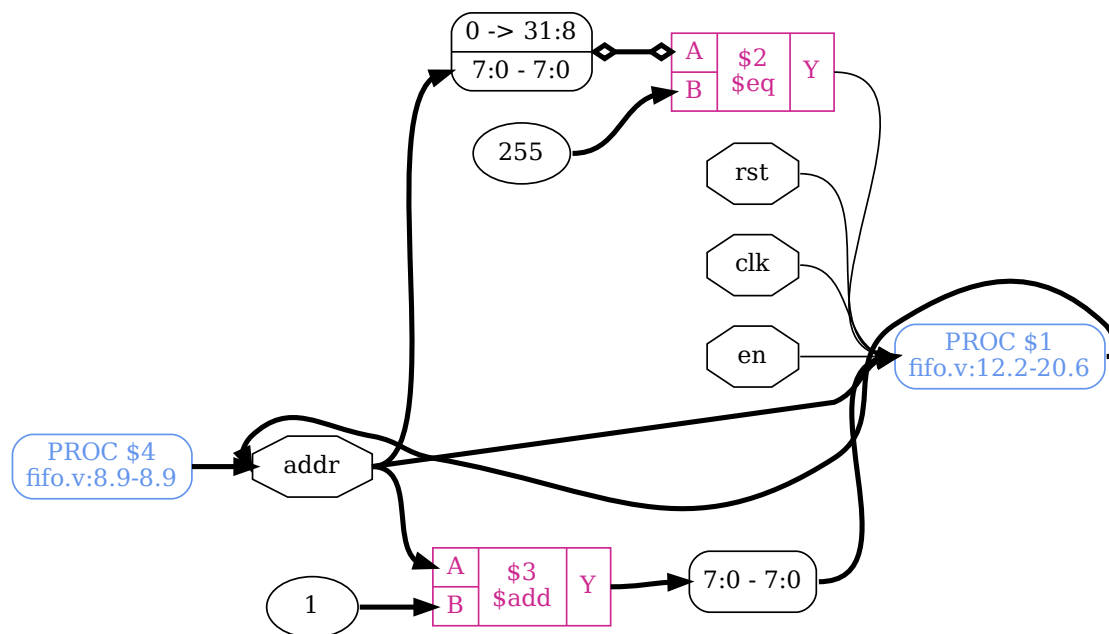 0 -> 31:8
7:0 - 7:0
A
B
$2
$eq
Y
255
rst
clk
en
PROC $1
fifo.v:12.2-20.6
PROC $4
fifo.v:8.9-8.9
addr
A
B
$3
$add
Y
7:0 - 7:0
1